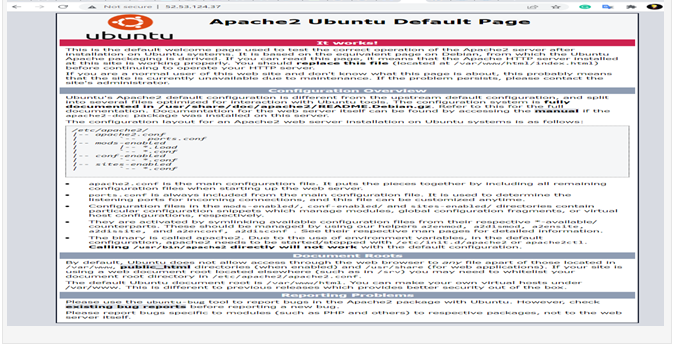 Not secure | 52.53.124.37
Apache2 Ubuntu Default Page
ubuntu
It works!
This is the default welcome page used to test the correct operation of the Apache2 server after
installation on Ubuntu systems. It is based on the equivalent page on Debian, from which the Ubuntu
Apache packaging is derived. If you can read this page, it means that the Apache HTTP server installed
at this site is working properly. You should replace this file (located at /var/www/html/index.html)
before continuing to operate your HTTP server.
If you are a normal user of this web site and don't know what this page is about, this probably means
that the site is currently unavailable due to maintenance. If the problem persists, please contact the
site's administrator.
Configuration Overview
Ubuntu's Apache2 default configuration is different from the upstream default configuration, and split
into several files optimized for interaction with Ubuntu tools. The configuration system is fully
documented in /usr/share/doc/apache2/README.Debian.gz. Refer to this for the full
documentation. Documentation for the web server itself can be found by accessing the manual if the
apache2-doc package was installed on this server.
The configuration layout for an Apache2 web server installation on Ubuntu systems is as follows:
/etc/apache2/
|-- apache2.conf
| `-- ports.conf
|-- mods-enabled
| |-- *.load
| `-- *.conf
|-- conf-enabled
| `-- *.conf
|-- sites-enabled
| `-- *.conf
• apache2.conf is the main configuration file. It puts the pieces together by including all remaining
configuration files when starting up the web server.
• ports.conf is always included from the main configuration file. It is used to determine the
listening ports for incoming connections, and this file can be customized anytime.
• Configuration files in the mods-enabled/, conf-enabled/ and sites-enabled/ directories contain
particular configuration snippets which manage modules, global configuration fragments, or virtual
host configurations, respectively.
• They are activated by symlinking available configuration files from their respective *-available/
counterparts. These should be managed by using our helpers a2enmod, a2dismod, a2ensite,
a2dissite, and a2enconf, a2disconf . See their respective man pages for detailed information.
• The binary is called apache2. Due to the use of environment variables, in the default
configuration, apache2 needs to be started/stopped with /etc/init.d/apache2 or apache2ctl.
Calling /usr/bin/apache2 directly will not work with the default configuration.
Document Roots
By default, Ubuntu does not allow access through the web browser to any file apart of those located in
/var/www, public_html directories (when enabled) and /usr/share (for web applications). If your site is
using a web document root located elsewhere (such as in /srv) you may need to whitelist your
document root directory in /etc/apache2/apache2.conf.
The default Ubuntu document root is /var/www/html. You can make your own virtual hosts under
/var/www. This is different to previous releases which provides better security out of the box.
Reporting Problems
Please use the ubuntu-bug tool to report bugs in the Apache2 package with Ubuntu. However, check
existing bug reports before reporting a new bug.
Please report bugs specific to modules (such as PHP and others) to respective packages, not to the web
server itself.